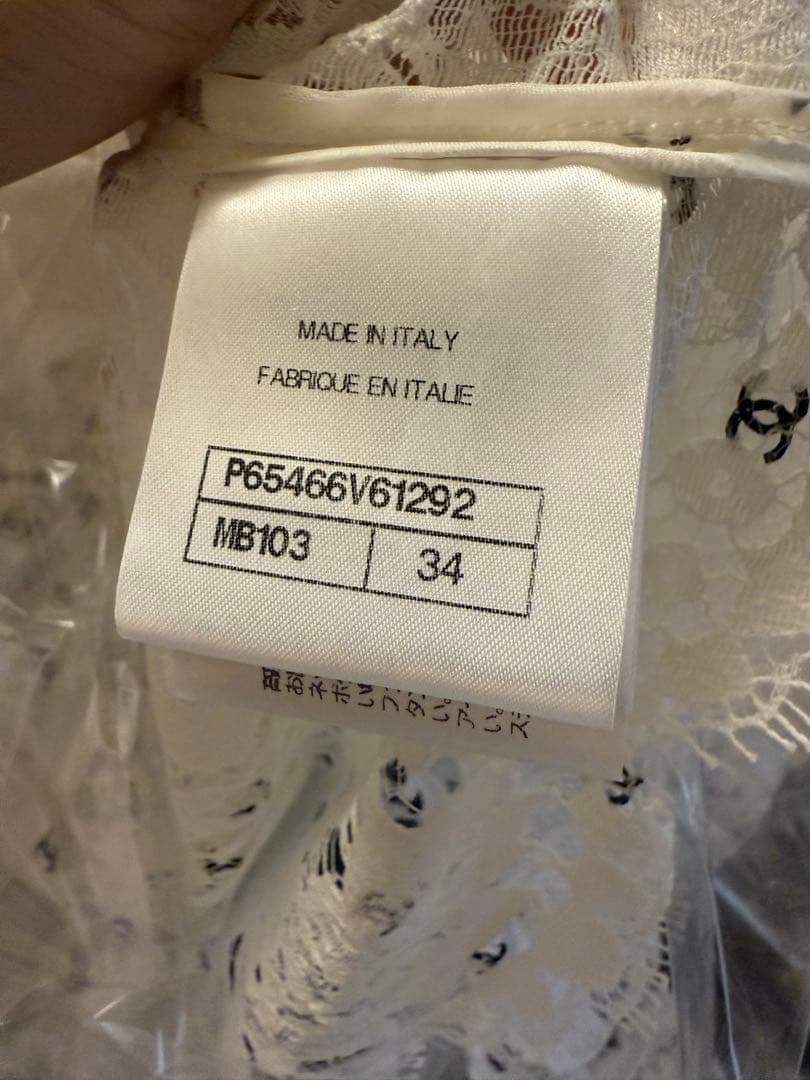 MADE IN ITALY
FABRIQUE EN ITALIE
P65466V61292
MB103
34